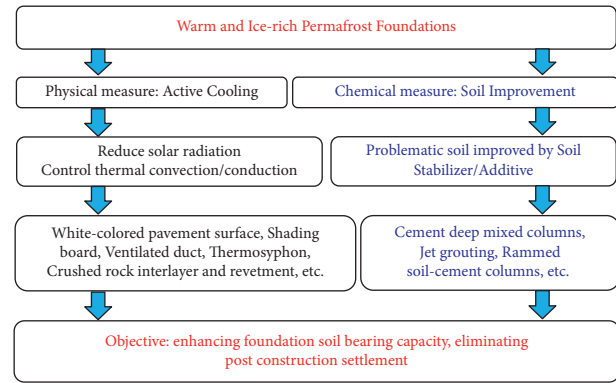 Warm and Ice-rich Permafrost Foundations
Physical measure: Active Cooling
Chemical measure: Soil Improvement
Reduce solar radiation
Control thermal convection/conduction
Problematic soil improved by Soil
Stabilizer/Additive
White-colored pavement surface, Shading
board, Ventilated duct, Thermosyphon,
Crushed rock interlayer and revetment, etc.
Cement deep mixed columns,
Jet grouting, Rammed
soil-cement columns, etc.
Objective: enhancing foundation soil bearing capacity, eliminating
post construction settlement